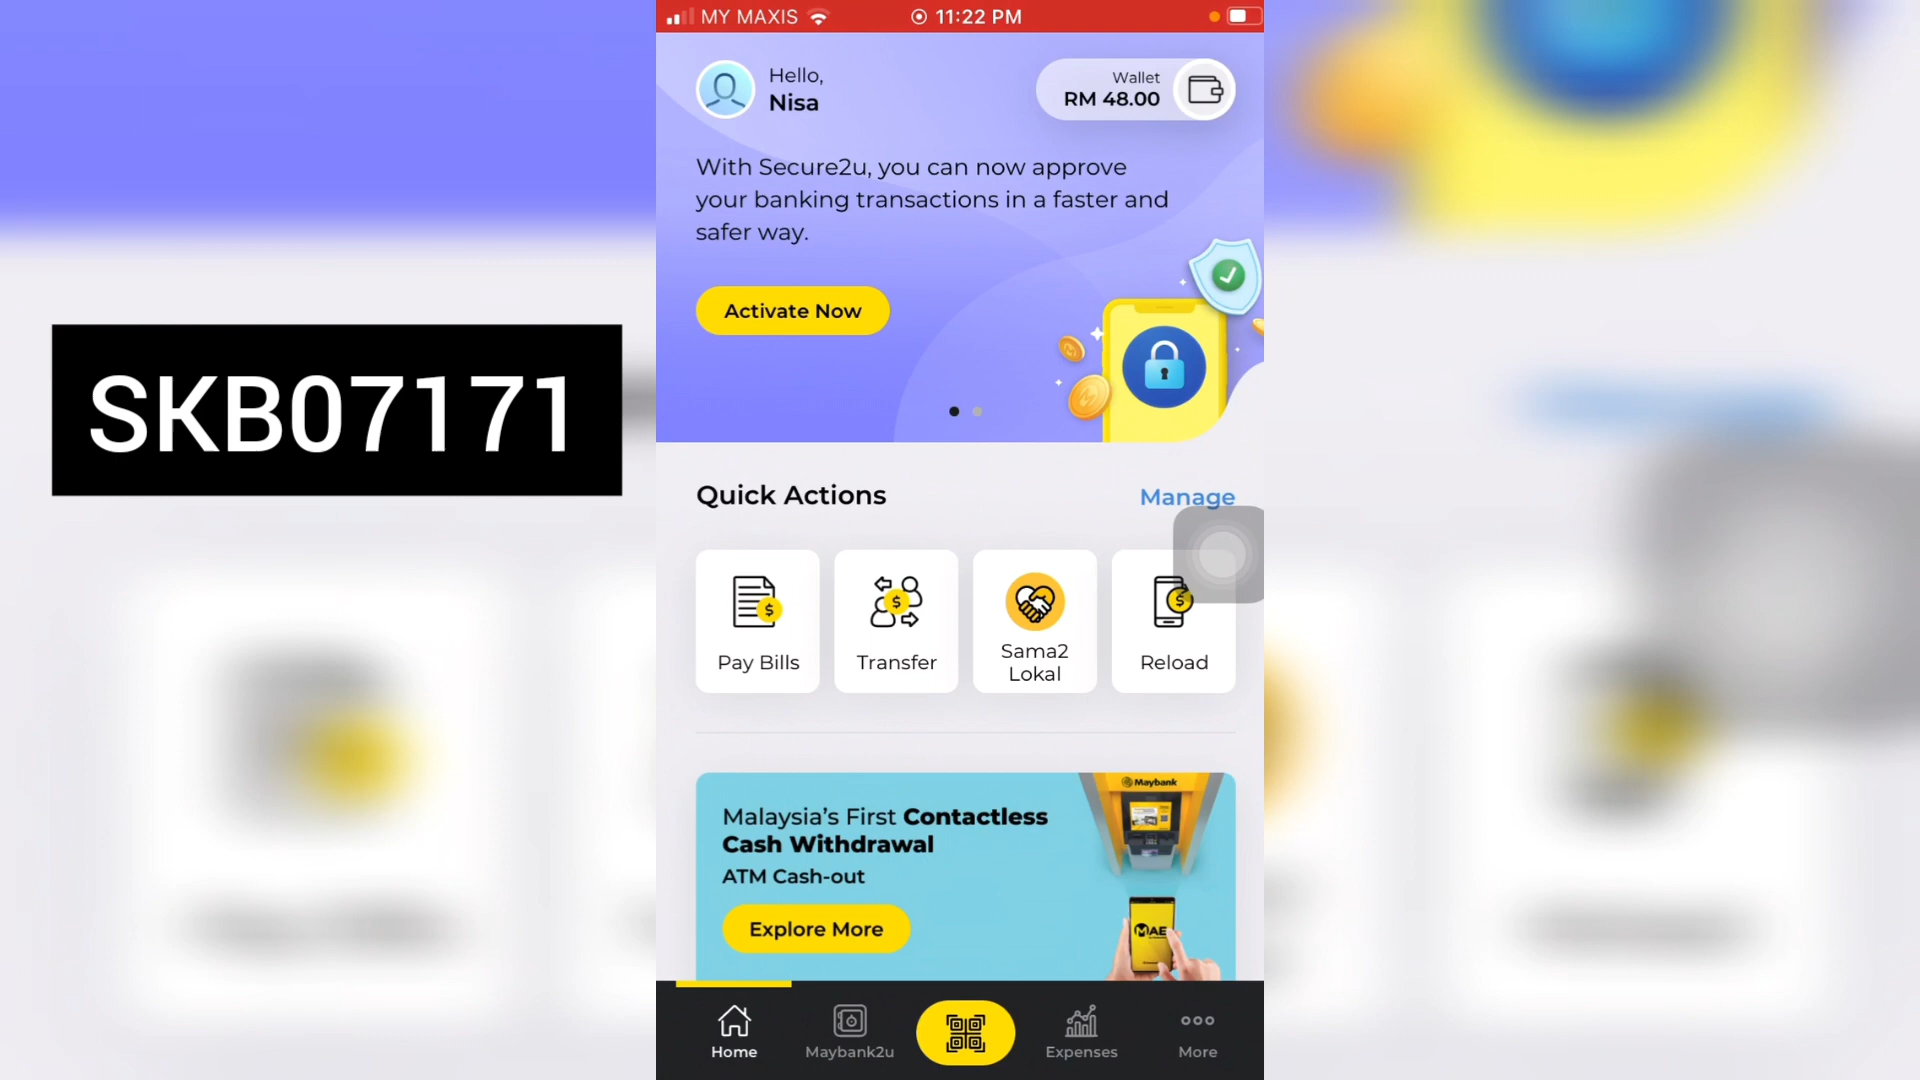 MY MAXIS
11:22 PM
Hello,
Nisa
Wallet
RM 48.00
With Secure2u, you can now approve
your banking transactions in a faster and
safer way.
Activate Now
SKB07171
Quick Actions
Manage
Pay Bills
Transfer
Sama2
Lokal
Reload
Maybank
Malaysia’s First Contactless
Cash Withdrawal
ATM Cash-out
Explore More
MAE
Home
Maybank2u
Expenses
More